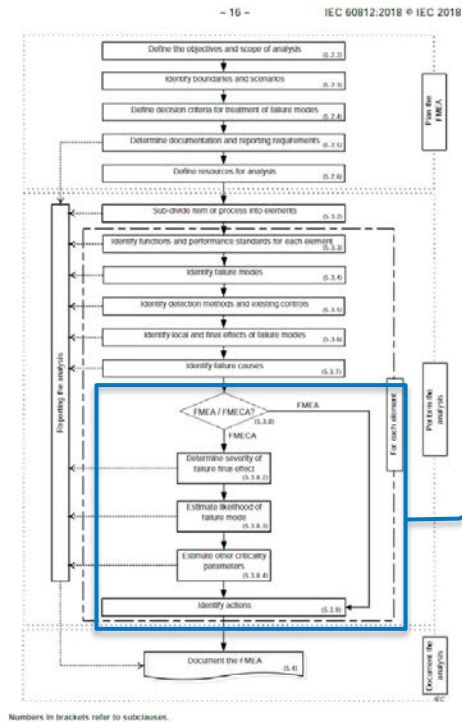 – 16 –
IEC 60812:2018 © IEC 2018
Define the objectives and scope of analysis
(5.2.2)
Identify boundaries and scenarios
(5.2.3)
Define decision criteria for treatment of failure modes
(5.2.4)
Determine documentation and reporting requirements
(5.2.5)
Define resources for analysis
(5.2.6)
Plan the
FMEA
Sub-divide item or process into elements
(5.3.2)
Identify functions and performance standards for each element
(5.3.3)
Identify failure modes
(5.3.4)
Identify detection methods and existing controls
(5.3.5)
Identify local and final effects of failure modes
(5.3.6)
Identify failure causes
(5.3.7)
Reporting the analysis
FMEA / FMECA?
(5.3.8)
FMEA
FMECA
For each element
Perform the
analysis
Determine severity of
failure final effect
(5.3.8.2)
Estimate likelihood of
failure mode
(5.3.8.3)
Estimate other criticality
parameters
(5.3.8.4)
Identify actions
(5.3.9)
Document the FMEA
(5.4)
Document the
analysis
IEC
Numbers in brackets refer to subclauses.